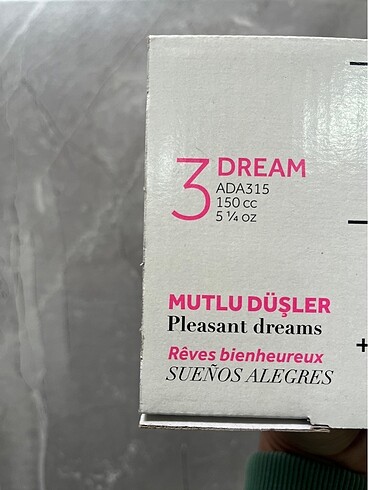 3 DREAM
ADA315
150 cc
5 ¼ oz
MUTLU DÜŞLER
Pleasant dreams
Rêves bienheureux
SUEÑOS ALEGRES
+